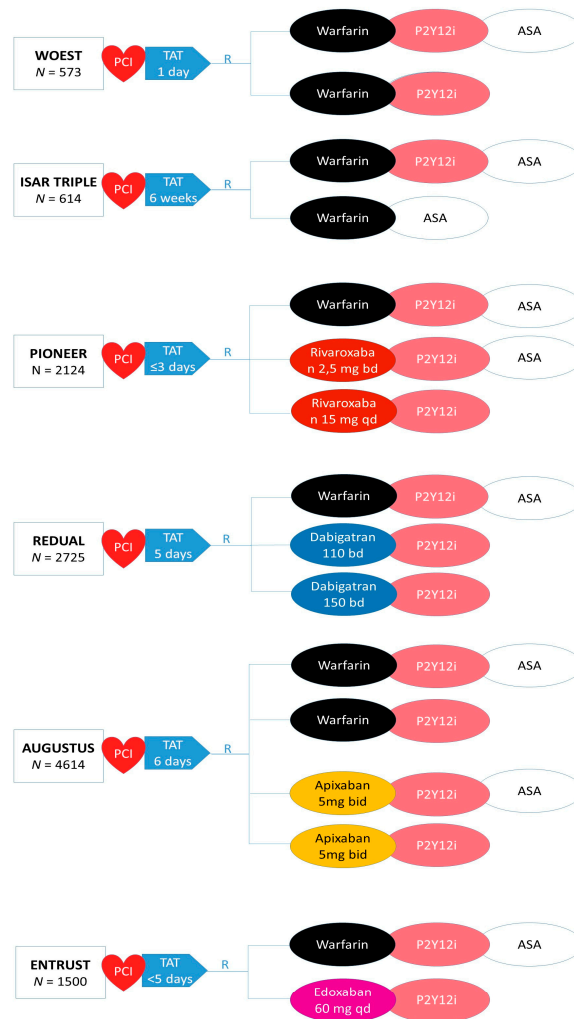 Warfarin P2Y12i ASA
WOEST
N = 573
PCI
TAT
1 day
R
Warfarin P2Y12i
Warfarin P2Y12i ASA
ISAR TRIPLE
N = 614
PCI
TAT
6 weeks
R
Warfarin ASA
Warfarin P2Y12i ASA
PIONEER
N = 2124
PCI
TAT
≤3 days
R
Rivaroxaba
n 2,5 mg bd
P2Y12i ASA
Rivaroxaba
n 15 mg qd
P2Y12i
Warfarin P2Y12i ASA
REDUAL
N = 2725
PCI
TAT
5 days
R
Dabigatran
110 bd
P2Y12i
Dabigatran
150 bd
P2Y12i
Warfarin P2Y12i ASA
Warfarin P2Y12i
AUGUSTUS
N = 4614
PCI
TAT
6 days
R
Apixaban
5mg bid
P2Y12i ASA
Apixaban
5mg bid
P2Y12i
Warfarin P2Y12i ASA
ENTRUST
N = 1500
PCI
TAT
<5 days
R
Edoxaban
60 mg qd
P2Y12i